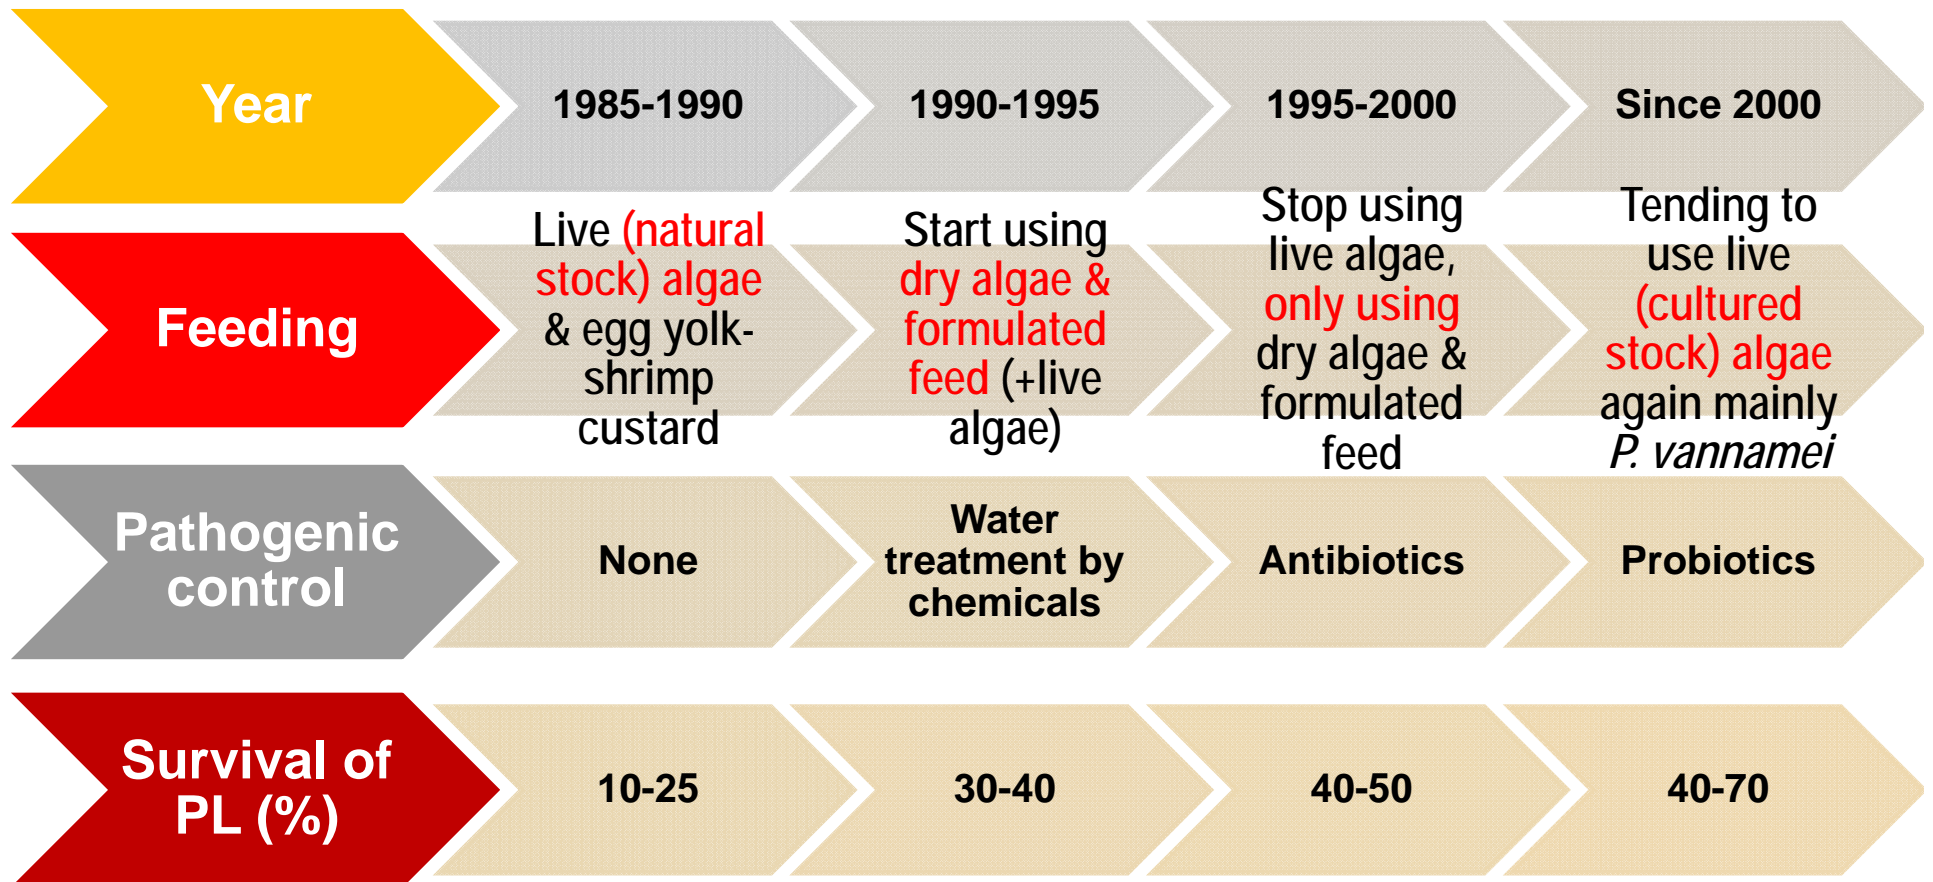 Year
1985-1990
1990-1995
1995-2000
Since 2000
Feeding
Live (natural
stock) algae
& egg yolk-
shrimp
custard
Start using
dry algae &
formulated
feed (+live
algae)
Stop using
live algae,
only using
dry algae &
formulated
feed
Tending to
use live
(cultured
stock) algae
again mainly
P. vannamei
Pathogenic
control
None
Water
treatment by
chemicals
Antibiotics
Probiotics
Survival of
PL (%)
10-25
30-40
40-50
40-70